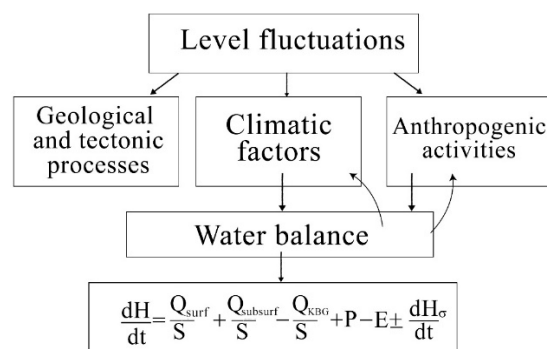 Level fluctuations
Geological
and tectonic
processes
Climatic
factors
Anthropogenic
activities
Water balance
dH/dt = Q_surf/S + Q_subsurf/S − Q_KBG/S + P − E ± dH_σ/dt